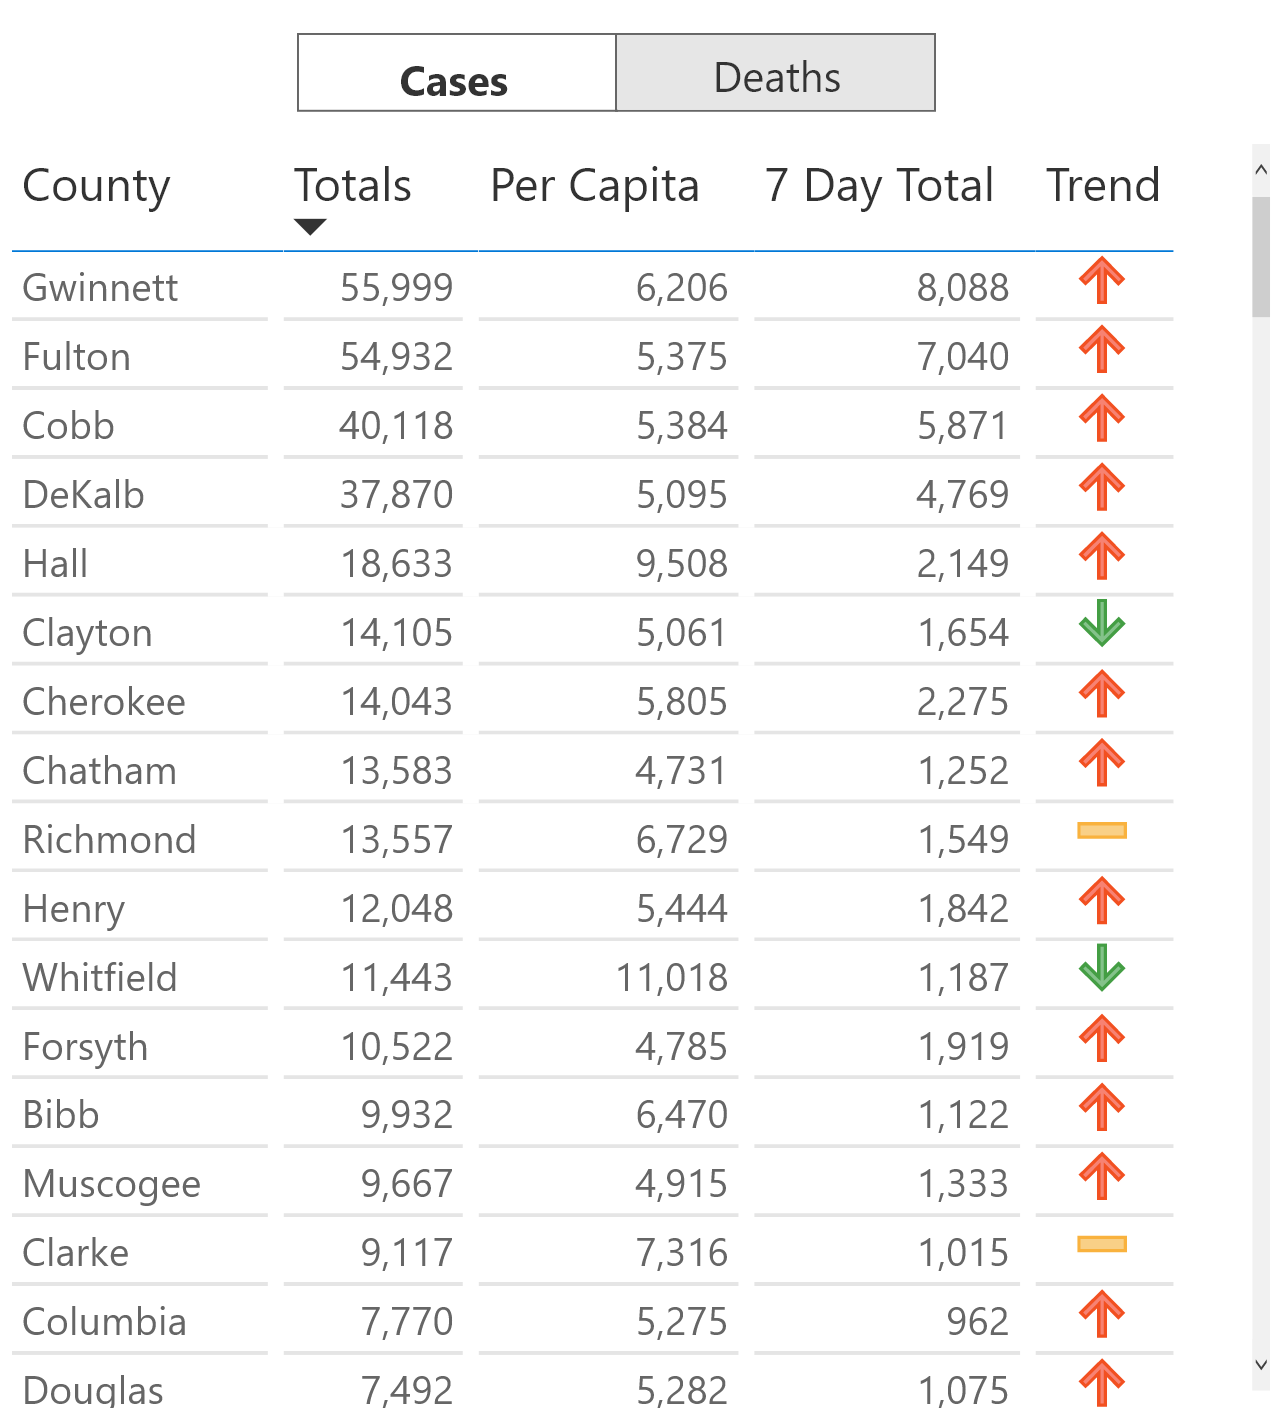 Cases Deaths
County Totals Per Capita 7 Day Total Trend
Gwinnett 55,999 6,206 8,088
Fulton 54,932 5,375 7,040
Cobb 40,118 5,384 5,871
DeKalb 37,870 5,095 4,769
Hall 18,633 9,508 2,149
Clayton 14,105 5,061 1,654
Cherokee 14,043 5,805 2,275
Chatham 13,583 4,731 1,252
Richmond 13,557 6,729 1,549
Henry 12,048 5,444 1,842
Whitfield 11,443 11,018 1,187
Forsyth 10,522 4,785 1,919
Bibb 9,932 6,470 1,122
Muscogee 9,667 4,915 1,333
Clarke 9,117 7,316 1,015
Columbia 7,770 5,275 962
Douglas 7,492 5,282 1,075